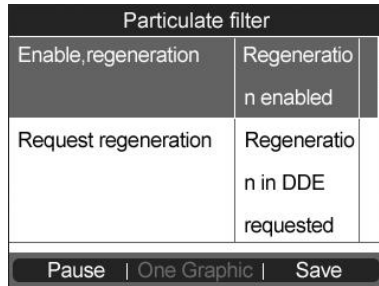 Particulate filter
Enable,regeneration Regeneratio
n enabled
Request regeneration Regeneratio
n in DDE
requested
Pause | One Graphic | Save